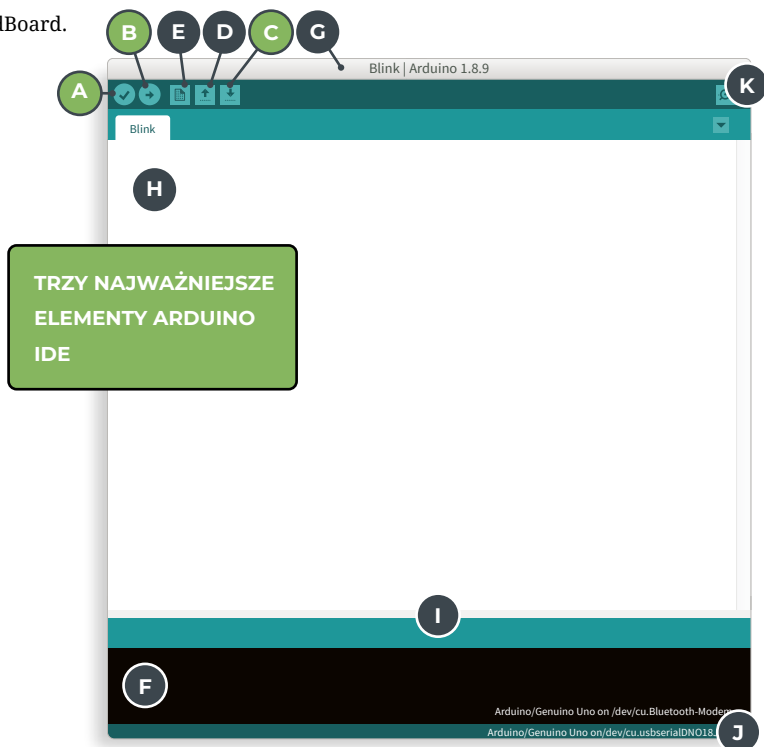 dBoard.
B E D C G
Blink | Arduino 1.8.9
A
K
Blink
H
TRZY NAJWAŻNIEJSZE
ELEMENTY ARDUINO
IDE
I
F
Arduino/Genuino Uno on /dev/cu.Bluetooth-Modem
Arduino/Genuino Uno on/dev/cu.usbserialDNO18
J